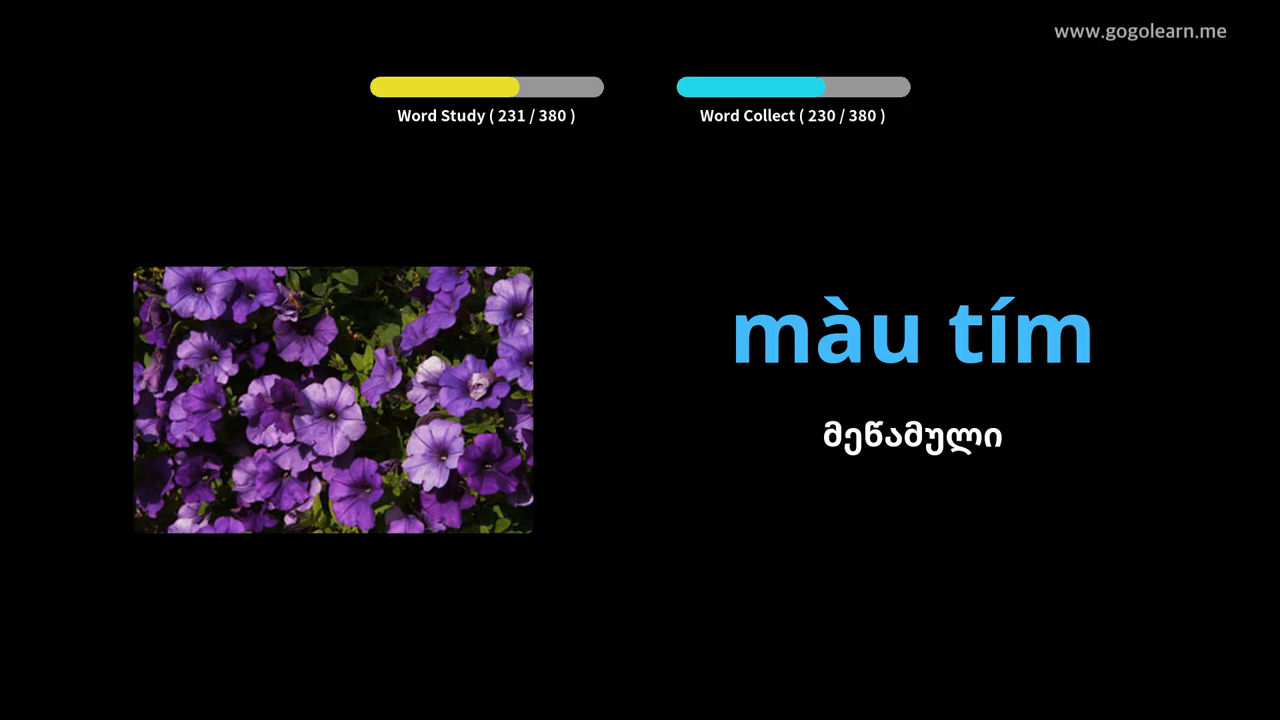 www.gogolearn.me
Word Study ( 231 / 380 )
Word Collect ( 230 / 380 )
màu tím
მეწამული